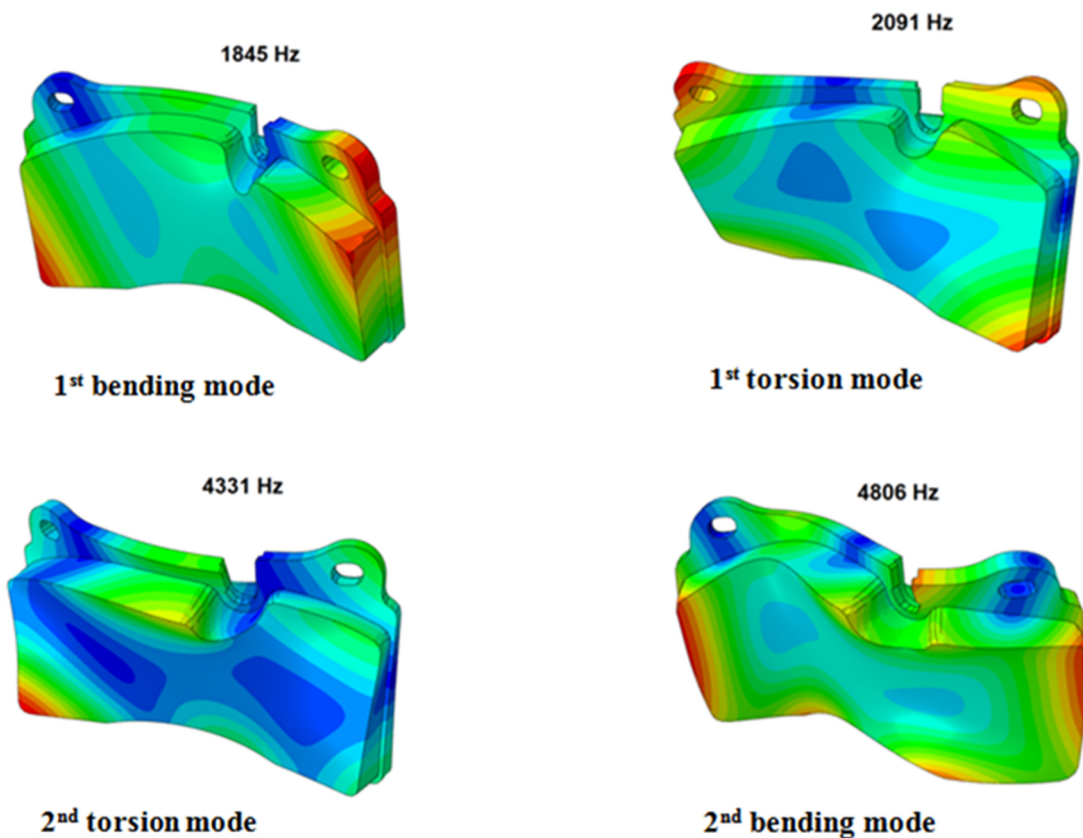 1845 Hz
2091 Hz
1st bending mode
1st torsion mode
4331 Hz
4806 Hz
2nd torsion mode
2nd bending mode